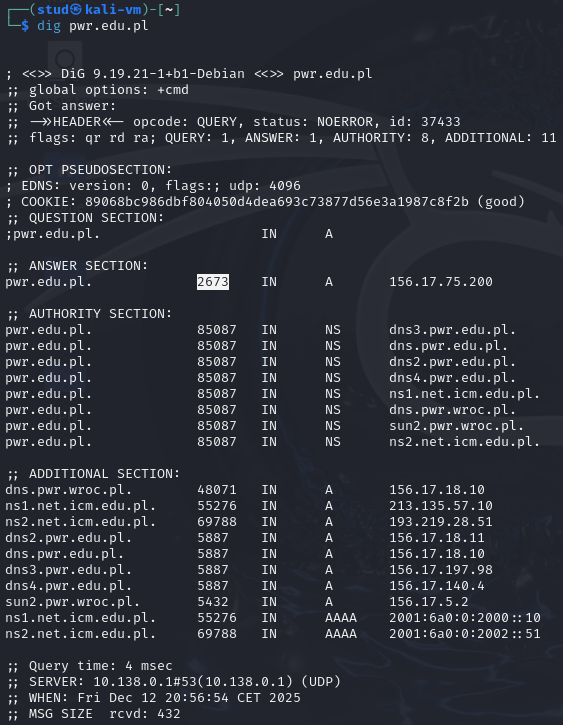 ┌──(stud㉿kali-vm)-[~]
└─$ dig pwr.edu.pl

; <<>> DiG 9.19.21-1+b1-Debian <<>> pwr.edu.pl
;; global options: +cmd
;; Got answer:
;; ->>HEADER<<- opcode: QUERY, status: NOERROR, id: 37433
;; flags: qr rd ra; QUERY: 1, ANSWER: 1, AUTHORITY: 8, ADDITIONAL: 11

;; OPT PSEUDOSECTION:
; EDNS: version: 0, flags:; udp: 4096
; COOKIE: 89068bc986dbf804050d4dea693c73877d56e3a1987c8f2b (good)
;; QUESTION SECTION:
;pwr.edu.pl. IN A

;; ANSWER SECTION:
pwr.edu.pl. 2673 IN A 156.17.75.200

;; AUTHORITY SECTION:
pwr.edu.pl. 85087 IN NS dns3.pwr.edu.pl.
pwr.edu.pl. 85087 IN NS dns.pwr.edu.pl.
pwr.edu.pl. 85087 IN NS dns2.pwr.edu.pl.
pwr.edu.pl. 85087 IN NS dns4.pwr.edu.pl.
pwr.edu.pl. 85087 IN NS ns1.net.icm.edu.pl.
pwr.edu.pl. 85087 IN NS dns.pwr.wroc.pl.
pwr.edu.pl. 85087 IN NS sun2.pwr.wroc.pl.
pwr.edu.pl. 85087 IN NS ns2.net.icm.edu.pl.

;; ADDITIONAL SECTION:
dns.pwr.wroc.pl. 48071 IN A 156.17.18.10
ns1.net.icm.edu.pl. 55276 IN A 213.135.57.10
ns2.net.icm.edu.pl. 69788 IN A 193.219.28.51
dns2.pwr.edu.pl. 5887 IN A 156.17.18.11
dns.pwr.edu.pl. 5887 IN A 156.17.18.10
dns3.pwr.edu.pl. 5887 IN A 156.17.197.98
dns4.pwr.edu.pl. 5887 IN A 156.17.140.4
sun2.pwr.wroc.pl. 5432 IN A 156.17.5.2
ns1.net.icm.edu.pl. 55276 IN AAAA 2001:6a0:0:2000::10
ns2.net.icm.edu.pl. 69788 IN AAAA 2001:6a0:0:2002::51

;; Query time: 4 msec
;; SERVER: 10.138.0.1#53(10.138.0.1) (UDP)
;; WHEN: Fri Dec 12 20:56:54 CET 2025
;; MSG SIZE rcvd: 432